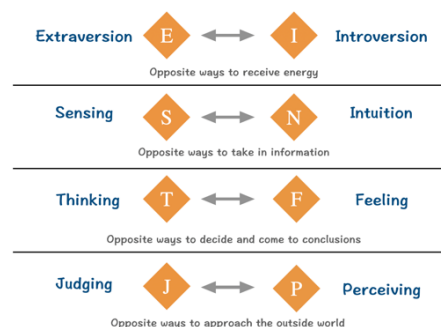 Extraversion E I Introversion
Opposite ways to receive energy
Sensing S N Intuition
Opposite ways to take in information
Thinking T F Feeling
Opposite ways to decide and come to conclusions
Judging J P Perceiving
Opposite ways to approach the outside world